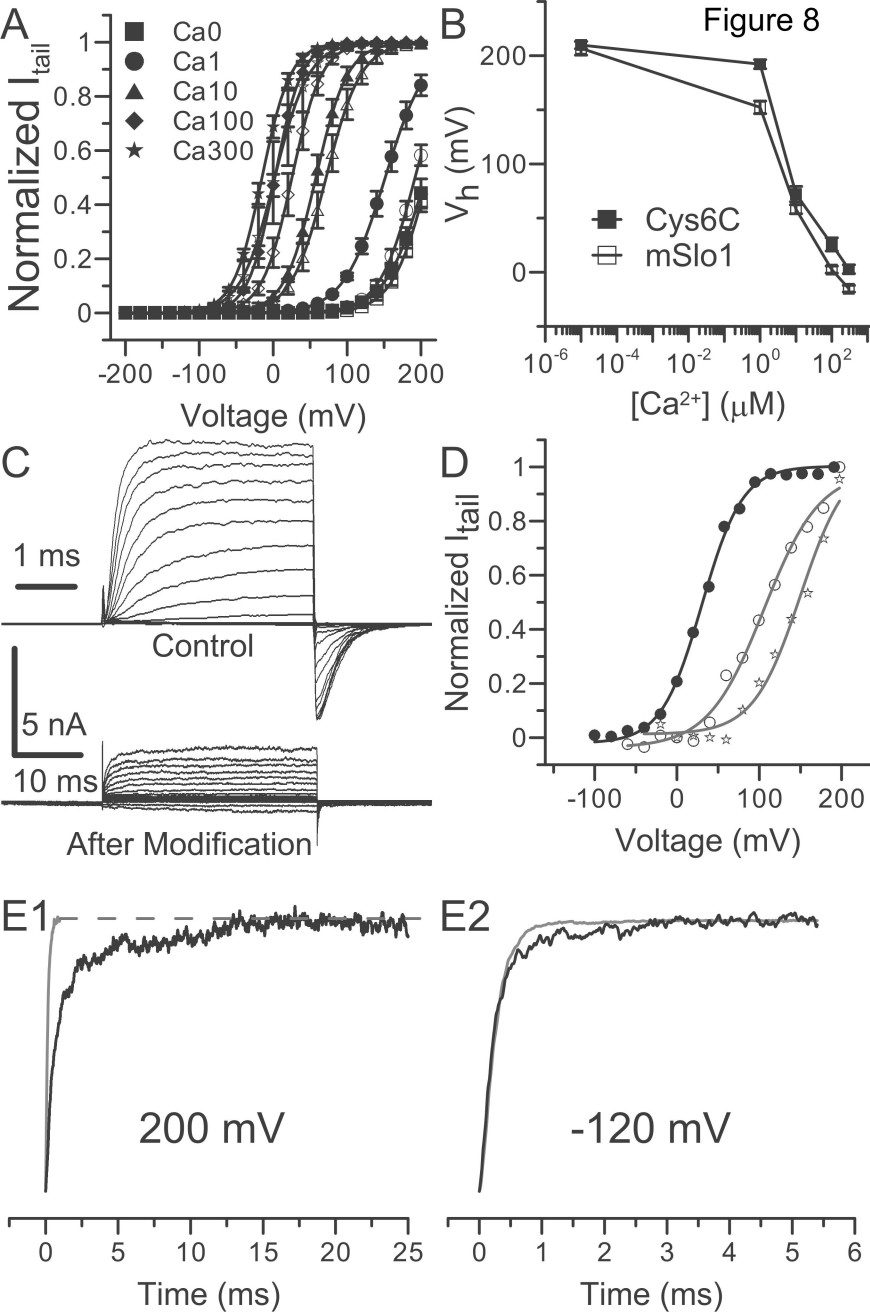 Figure 8
A
Normalized I_tail
1
0.8
0.6
0.4
0.2
0
Ca0
Ca1
Ca10
Ca100
Ca300
-200 -100 0 100 200
Voltage (mV)
B
V_h (mV)
200
100
0
Cys6C
mSlo1
10^-6 10^-4 10^-2 10^0 10^2
[Ca²⁺] (μM)
C
1 ms
Control
5 nA
10 ms
After Modification
D
Normalized I_tail
1
0.8
0.6
0.4
0.2
0
-100 0 100 200
Voltage (mV)
E1
200 mV
0 5 10 15 20 25
Time (ms)
E2
-120 mV
0 1 2 3 4 5 6
Time (ms)